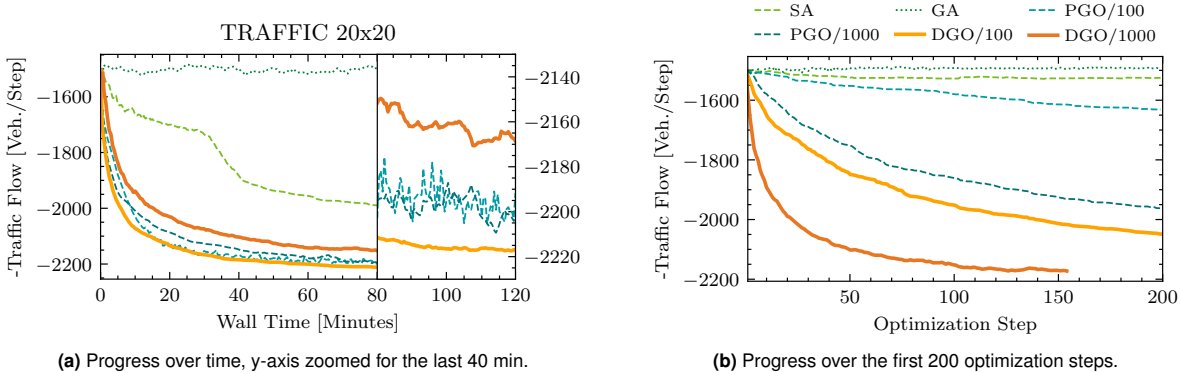 TRAFFIC 20x20
-Traffic Flow [Veh./Step]
−1600
−1800
−2000
−2200
0 20 40 60 80 100 120
−2140
−2160
−2180
−2200
−2220
Wall Time [Minutes]
(a) Progress over time, y-axis zoomed for the last 40 min.
SA GA PGO/100
PGO/1000 DGO/100 DGO/1000
-Traffic Flow [Veh./Step]
−1600
−1800
−2000
−2200
50 100 150 200
Optimization Step
(b) Progress over the first 200 optimization steps.